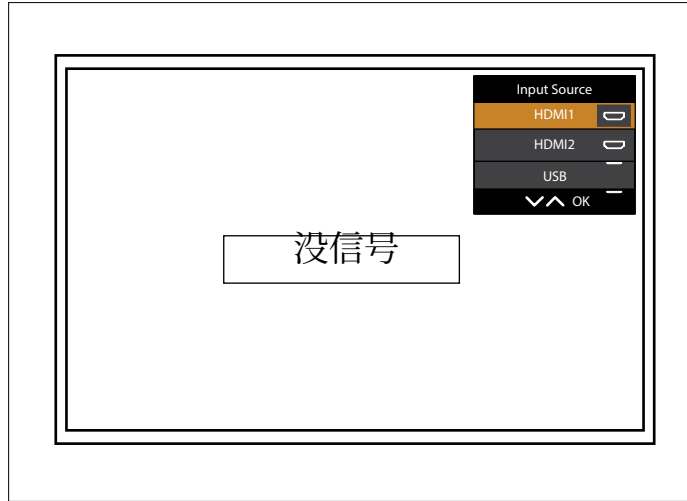 Input Source
HDMI1
HDMI2
USB
OK
没信号